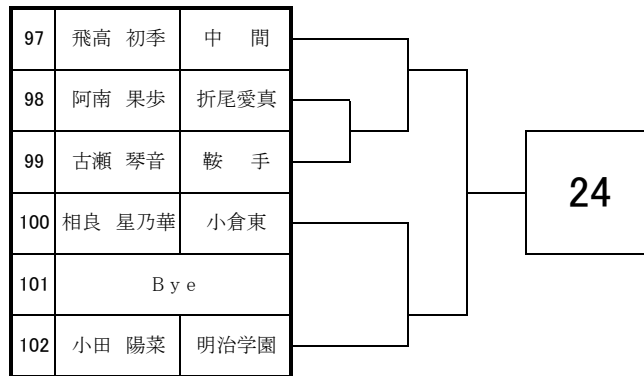 97 飛高 初季 中 間
98 阿南 果歩 折尾愛真
99 古瀬 琴音 鞍 手
100 相良 星乃華 小倉東
101 Bye
102 小田 陽菜 明治学園
24